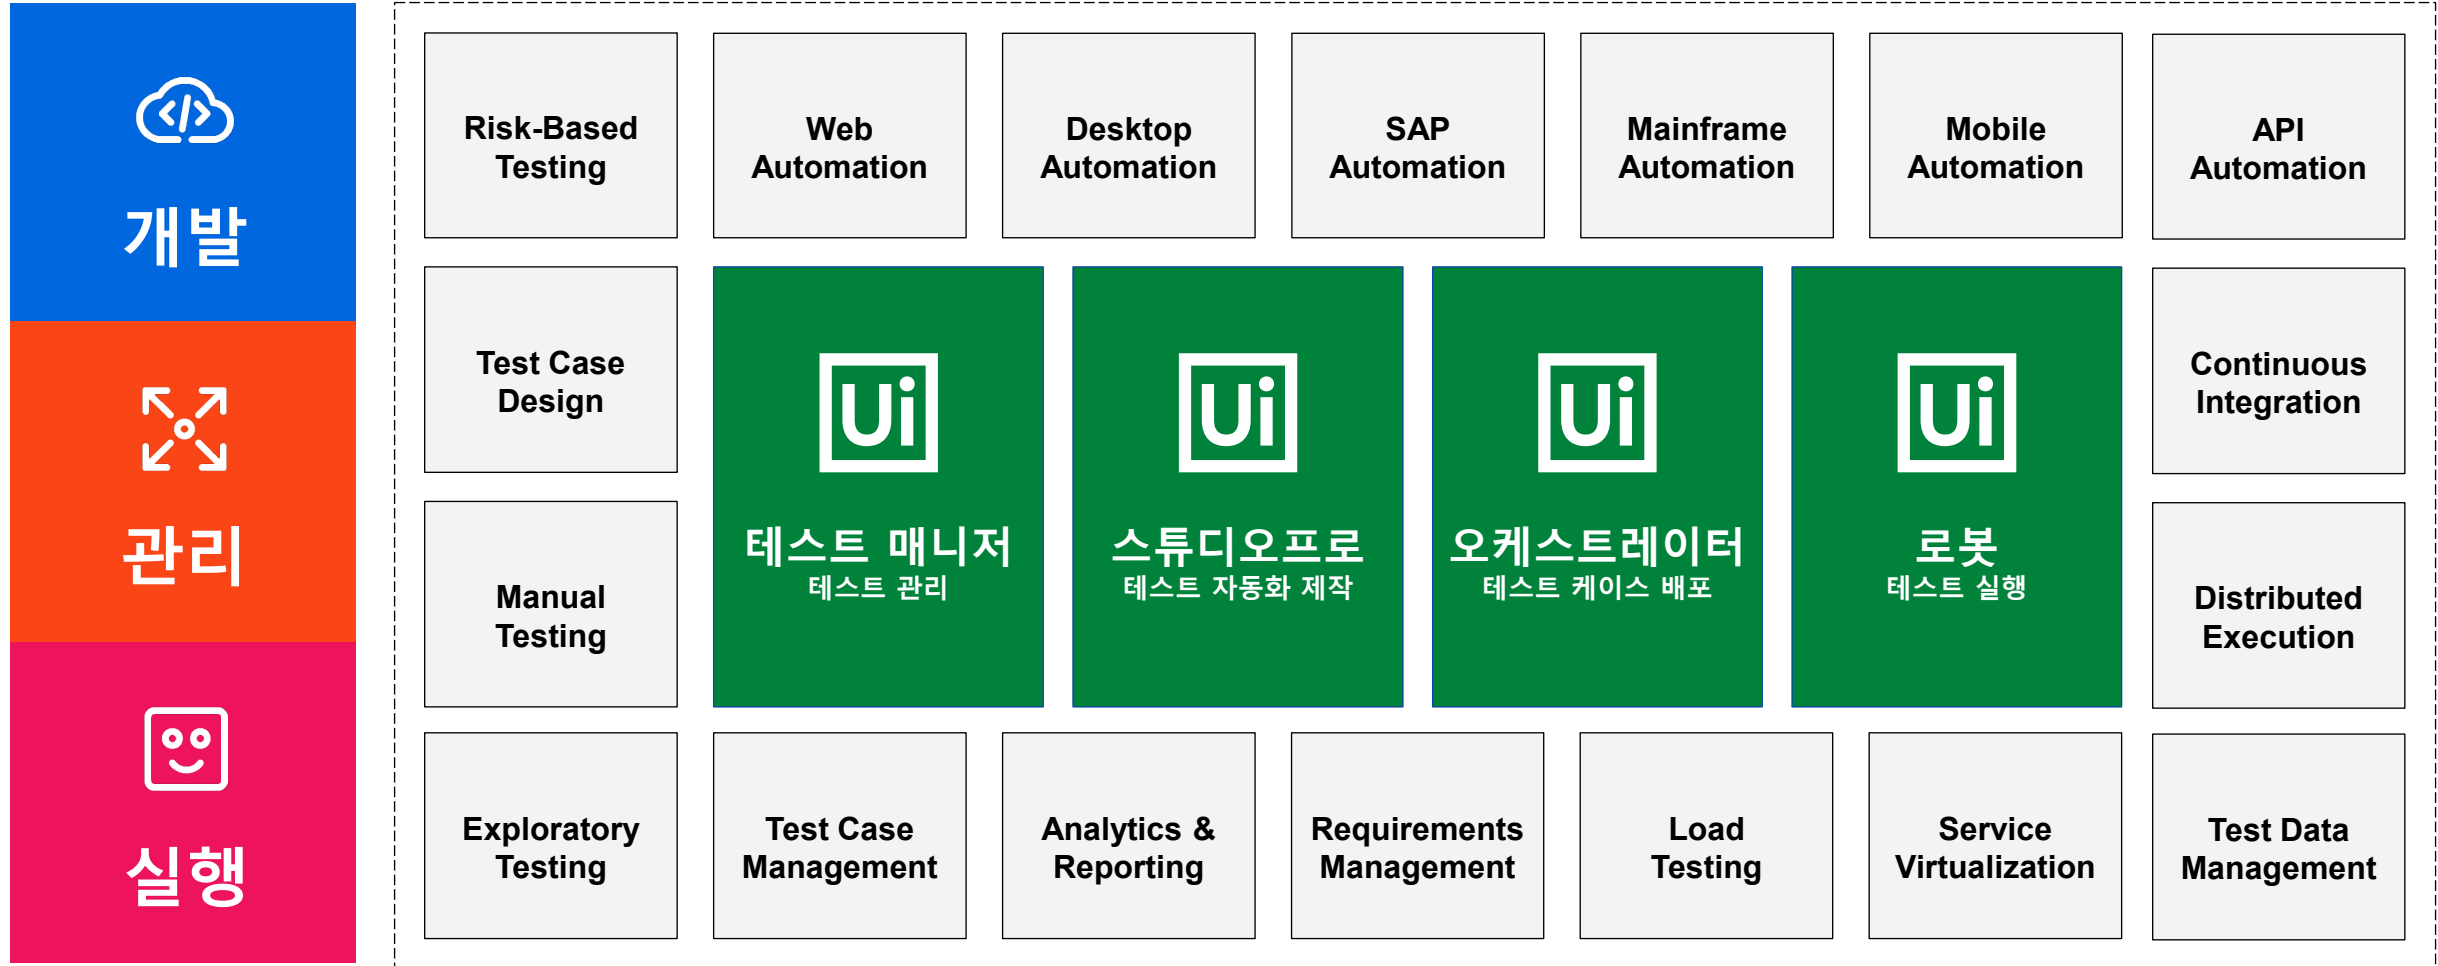 개발
관리
실행
Risk-Based
Testing
Web
Automation
Desktop
Automation
SAP
Automation
Mainframe
Automation
Mobile
Automation
API
Automation
Test Case
Design
Manual
Testing
Ui
테스트 매니저
테스트 관리
Ui
스튜디오프로
테스트 자동화 제작
Ui
오케스트레이터
테스트 케이스 배포
Ui
로봇
테스트 실행
Continuous
Integration
Distributed
Execution
Exploratory
Testing
Test Case
Management
Analytics &
Reporting
Requirements
Management
Load
Testing
Service
Virtualization
Test Data
Management